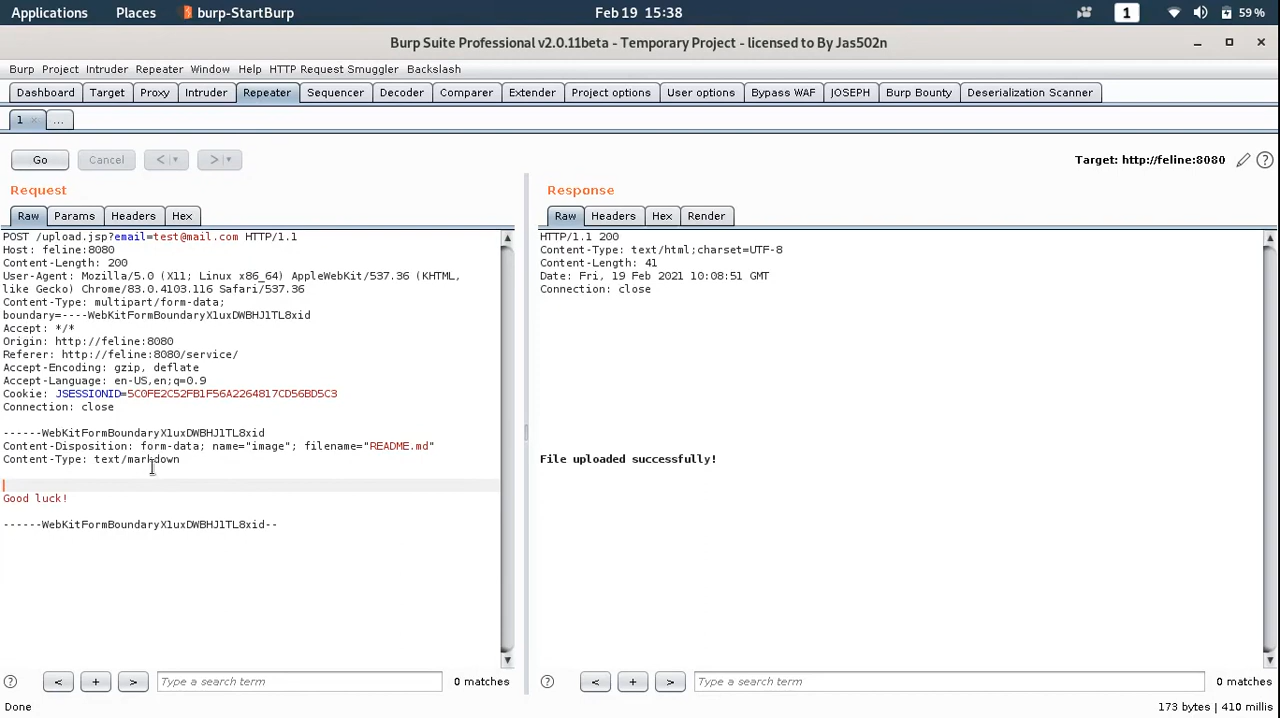 Applications Places burp-StartBurp Feb 19 15:38 1 59 %
Burp Suite Professional v2.0.11beta - Temporary Project - licensed to By Jas502n
Burp Project Intruder Repeater Window Help HTTP Request Smuggler Backslash
Dashboard Target Proxy Intruder Repeater Sequencer Decoder Comparer Extender Project options User options Bypass WAF JOSEPH Burp Bounty Deserialization Scanner
1 × ...
Go Cancel < ▾ > ▾ Target: http://feline:8080 ?
Request
Raw Params Headers Hex
POST /upload.jsp?email=test@mail.com HTTP/1.1
Host: feline:8080
Content-Length: 200
User-Agent: Mozilla/5.0 (X11; Linux x86_64) AppleWebKit/537.36 (KHTML,
like Gecko) Chrome/83.0.4103.116 Safari/537.36
Content-Type: multipart/form-data;
boundary=----WebKitFormBoundaryX1uxDWBHJ1TL8xid
Accept: */*
Origin: http://feline:8080
Referer: http://feline:8080/service/
Accept-Encoding: gzip, deflate
Accept-Language: en-US,en;q=0.9
Cookie: JSESSIONID=5C0FE2C52FB1F56A2264817CD56BD5C3
Connection: close
------WebKitFormBoundaryX1uxDWBHJ1TL8xid
Content-Disposition: form-data; name="image"; filename="README.md"
Content-Type: text/markdown
Good luck!
------WebKitFormBoundaryX1uxDWBHJ1TL8xid--
? < + > Type a search term 0 matches
Response
Raw Headers Hex Render
HTTP/1.1 200
Content-Type: text/html;charset=UTF-8
Content-Length: 41
Date: Fri, 19 Feb 2021 10:08:51 GMT
Connection: close
File uploaded successfully!
? < + > Type a search term 0 matches
Done 173 bytes | 410 millis